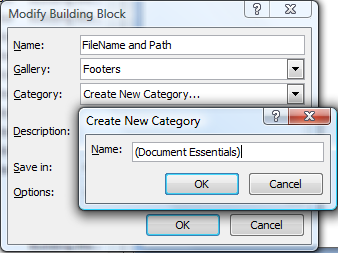 Modify Building Block
Name: FileName and Path
Gallery: Footers
Category: Create New Category...
Create New Category
Name: (Document Essentials)
OK Cancel
Description:
Save in:
Options:
OK Cancel